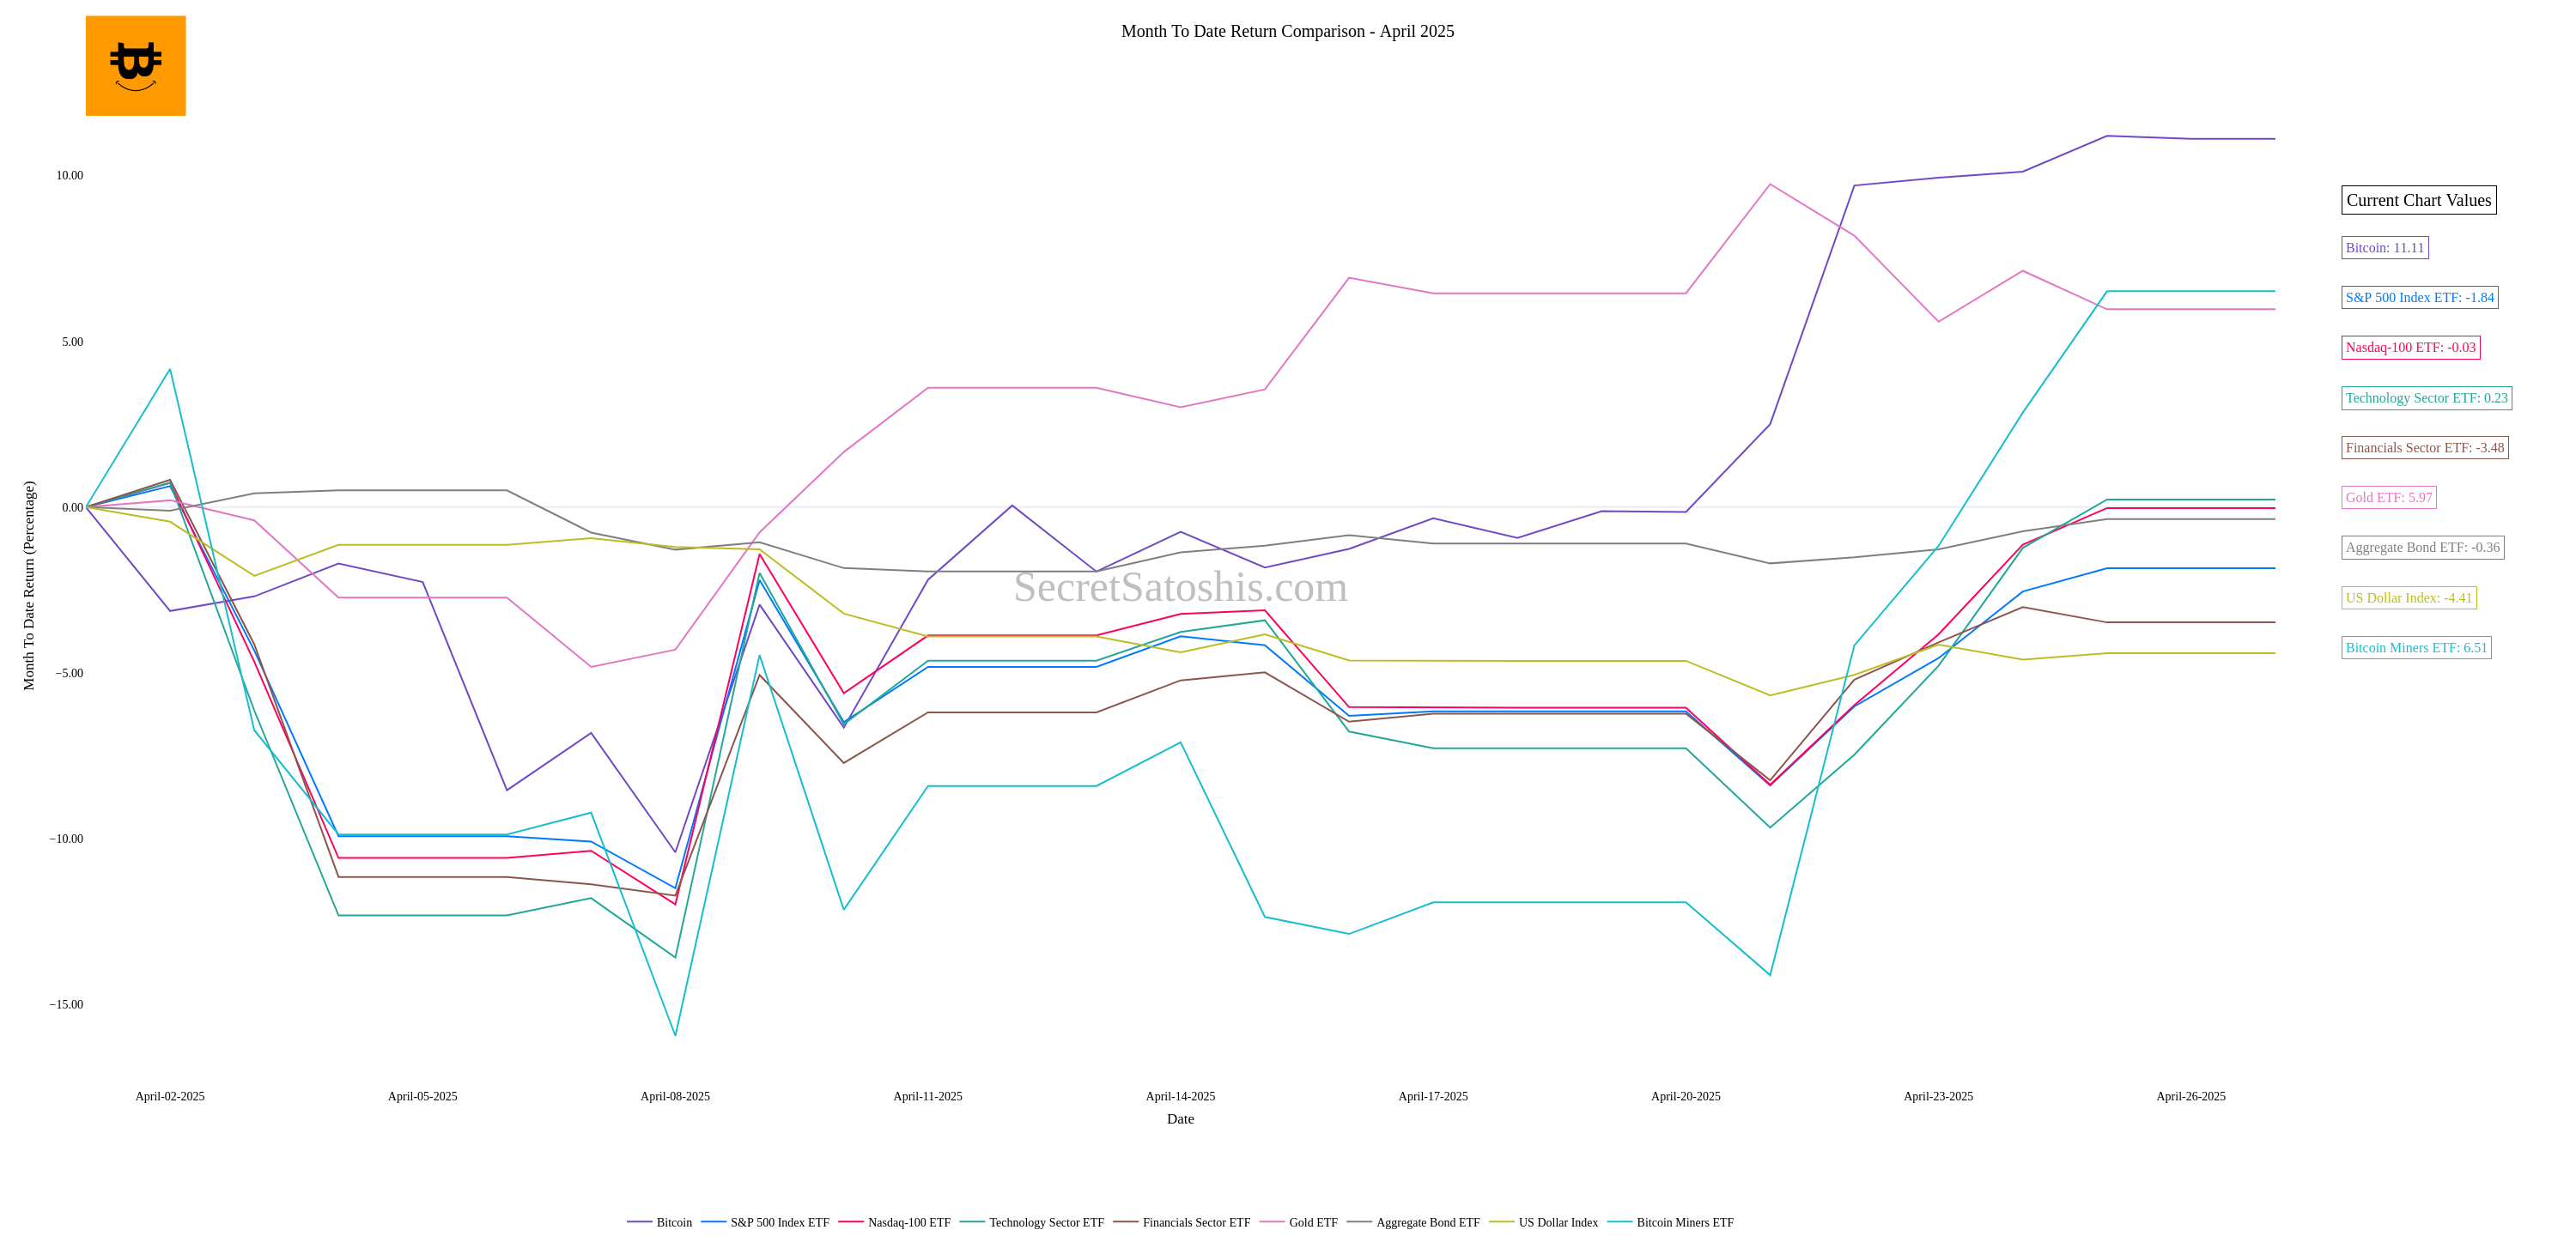 Month To Date Return Comparison - April 2025
Month To Date Return (Percentage)
10.00
5.00
0.00
−5.00
−10.00
−15.00
SecretSatoshis.com
Current Chart Values
Bitcoin: 11.11
S&P 500 Index ETF: -1.84
Nasdaq-100 ETF: -0.03
Technology Sector ETF: 0.23
Financials Sector ETF: -3.48
Gold ETF: 5.97
Aggregate Bond ETF: -0.36
US Dollar Index: -4.41
Bitcoin Miners ETF: 6.51
April-02-2025 April-05-2025 April-08-2025 April-11-2025 April-14-2025 April-17-2025 April-20-2025 April-23-2025 April-26-2025
Date
Bitcoin S&P 500 Index ETF Nasdaq-100 ETF Technology Sector ETF Financials Sector ETF Gold ETF Aggregate Bond ETF US Dollar Index Bitcoin Miners ETF